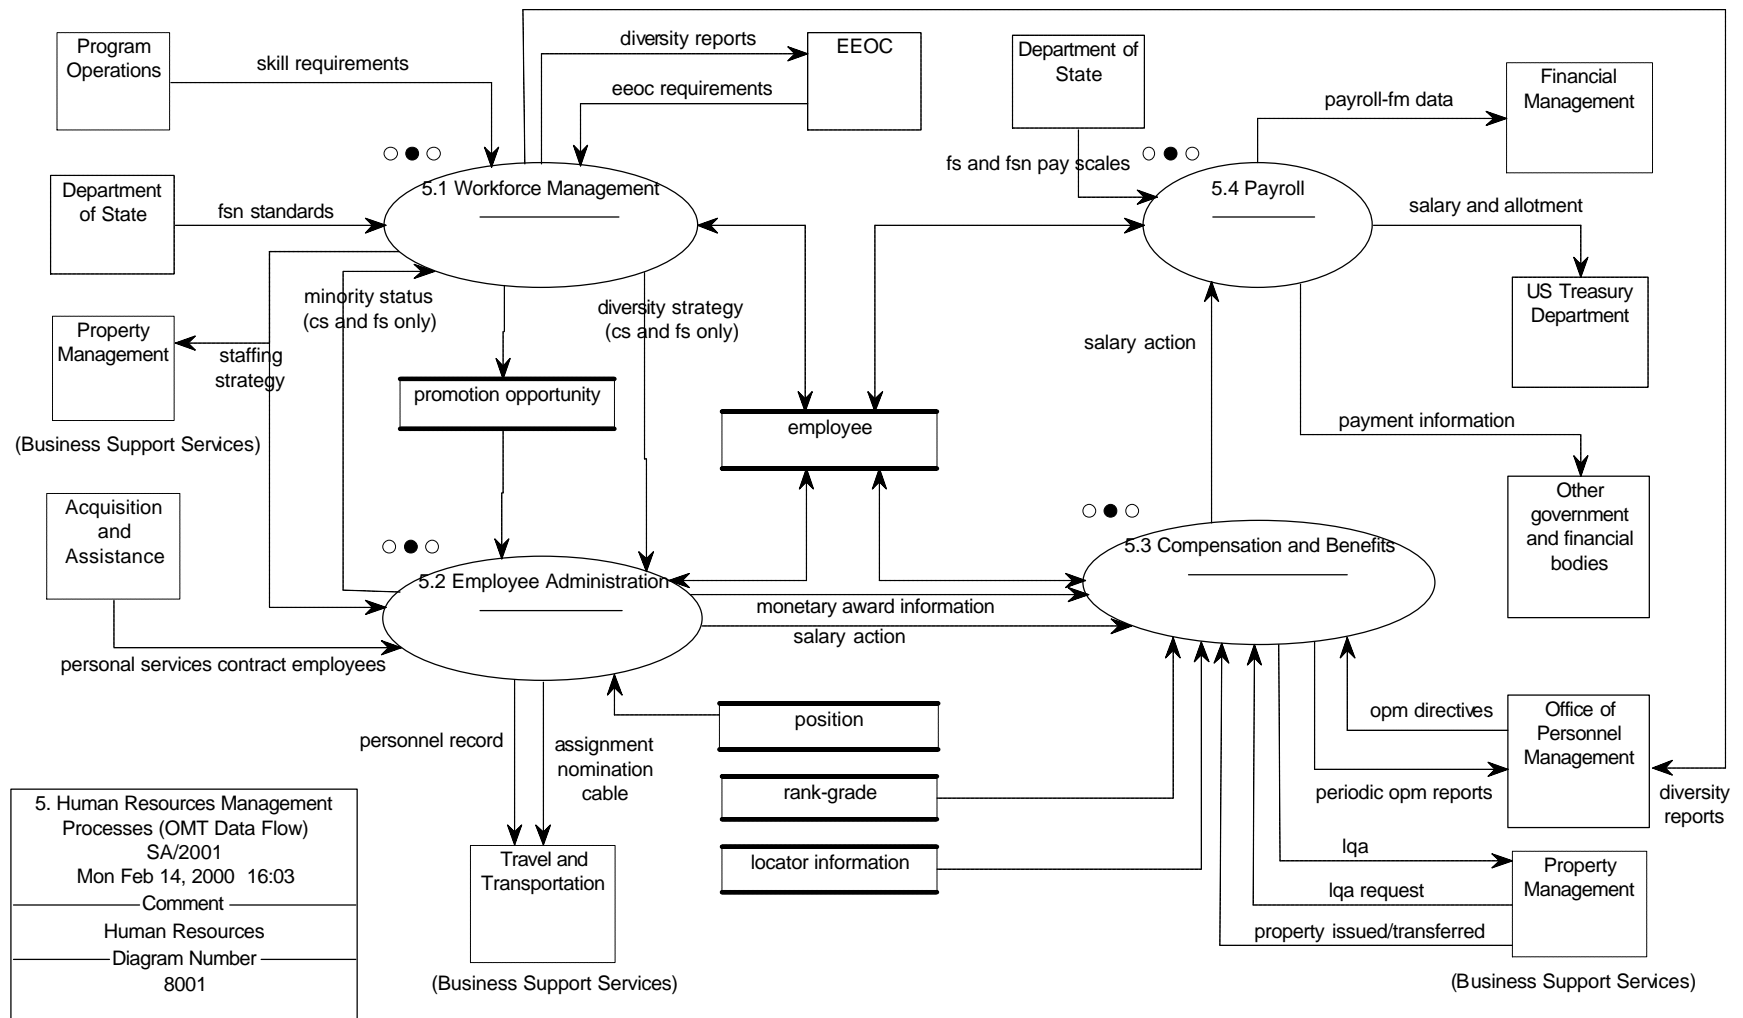 Program
Operations
skill requirements
diversity reports
EEOC
eeoc requirements
Department of
State
fs and fsn pay scales
payroll-fm data
Financial
Management
Department
of State
fsn standards
5.1 Workforce Management
5.4 Payroll
salary and allotment
US Treasury
Department
minority status
(cs and fs only)
diversity strategy
(cs and fs only)
Property
Management
staffing
strategy
(Business Support Services)
promotion opportunity
employee
salary action
payment information
Other
government
and financial
bodies
Acquisition
and
Assistance
personal services contract employees
5.2 Employee Administration
5.3 Compensation and Benefits
monetary award information
salary action
personnel record
assignment
nomination
cable
position
rank-grade
locator information
opm directives
periodic opm reports
Office of
Personnel
Management
diversity
reports
lqa
lqa request
property issued/transferred
Property
Management
(Business Support Services)
Travel and
Transportation
(Business Support Services)
5. Human Resources Management
Processes (OMT Data Flow)
SA/2001
Mon Feb 14, 2000 16:03
Comment
Human Resources
Diagram Number
8001